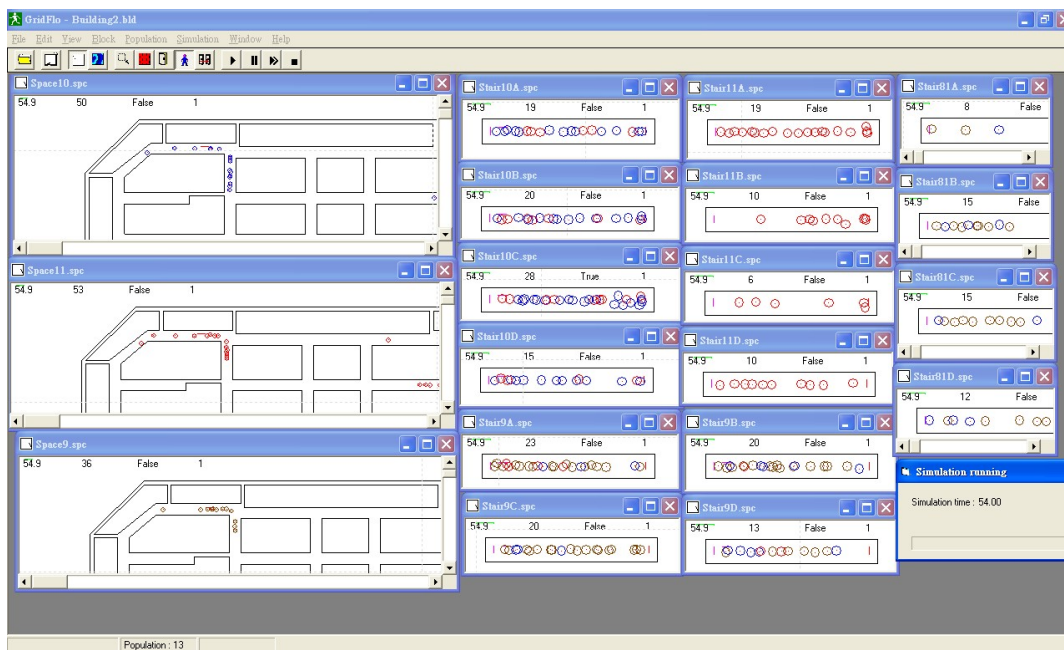 GridFlo - Building2.bld
File Edit View Block Population Simulation Window Help
Space10.spc
54.9 50 False 1
Space11.spc
54.9 53 False 1
Space9.spc
54.9 36 False 1
Stair10A.spc
54.9 19 False 1
Stair10B.spc
54.9 20 False 1
Stair10C.spc
54.9 28 True 1
Stair10D.spc
54.9 15 False 1
Stair9A.spc
54.9 23 False 1
Stair9C.spc
54.9 20 False 1
Stair11A.spc
54.9 19 False 1
Stair11B.spc
54.9 10 False 1
Stair11C.spc
54.9 6 False 1
Stair11D.spc
54.9 10 False 1
Stair9B.spc
54.9 20 False 1
Stair9D.spc
54.9 13 False 1
Stair81A.spc
54.9 8 False
Stair81B.spc
54.9 15 False
Stair81C.spc
54.9 15 False
Stair81D.spc
54.9 12 False
Simulation running
Simulation time : 54.00
Population : 13